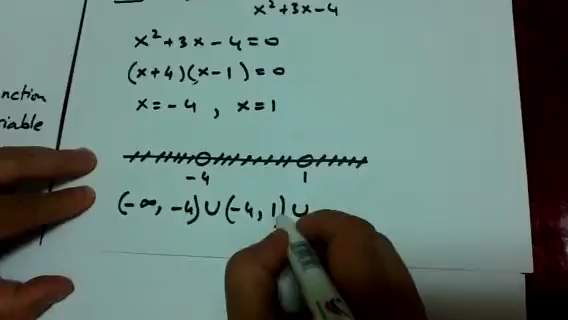 x²+3x-4
x²+3x-4=0
(x+4)(x-1)=0
x=-4, x=1
nction
riable
-4 1
(-∞, -4)∪(-4, 1)∪